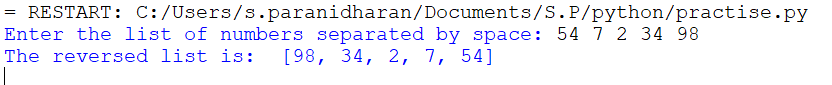 = RESTART: C:/Users/s.paranidharan/Documents/S.P/python/practise.py
Enter the list of numbers separated by space: 54 7 2 34 98
The reversed list is:  [98, 34, 2, 7, 54]